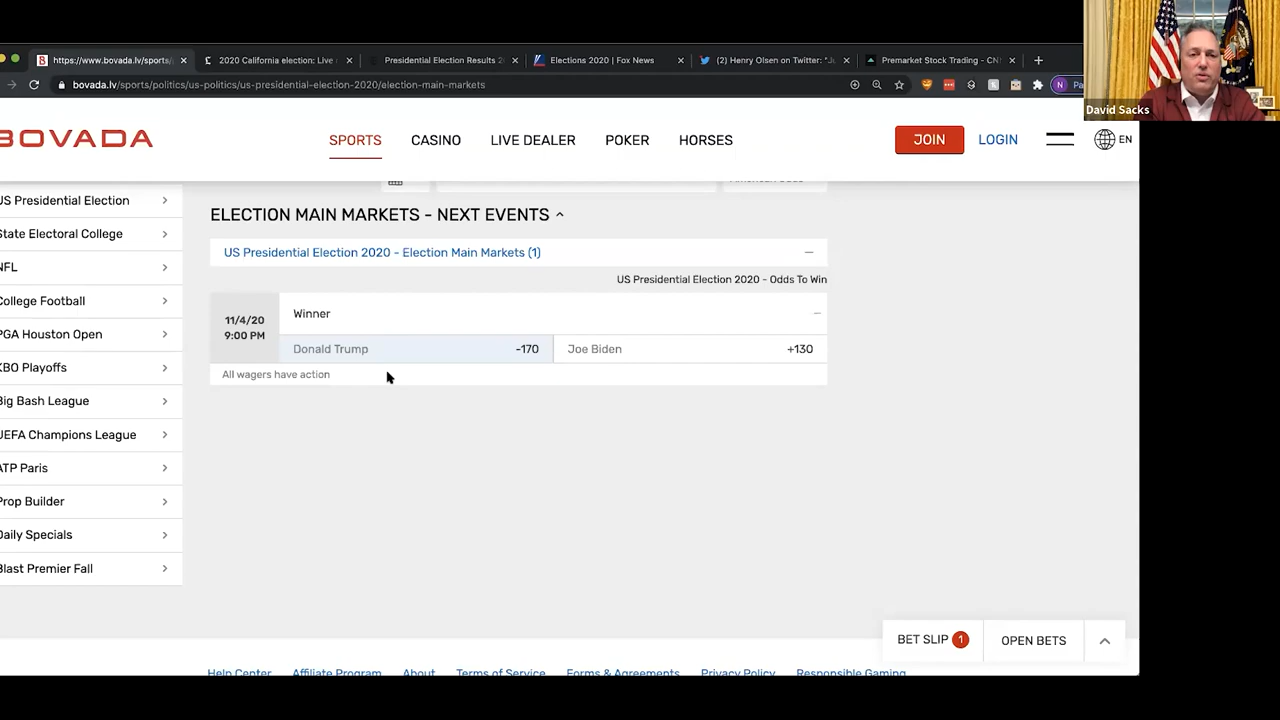 https://www.bovada.lv/sports/
2020 California election: Live
Presidential Election Results 2
Elections 2020 | Fox News
(2) Henry Olsen on Twitter: "Ju
Premarket Stock Trading - CN
bovada.lv/sports/politics/us-politics/us-presidential-election-2020/election-main-markets
N
Pa
David Sacks
BOVADA
SPORTS
CASINO
LIVE DEALER
POKER
HORSES
JOIN
LOGIN
EN
US Presidential Election
State Electoral College
NFL
College Football
PGA Houston Open
KBO Playoffs
Big Bash League
UEFA Champions League
ATP Paris
Prop Builder
Daily Specials
Blast Premier Fall
ELECTION MAIN MARKETS - NEXT EVENTS
US Presidential Election 2020 - Election Main Markets (1)
US Presidential Election 2020 - Odds To Win
11/4/20
9:00 PM
Winner
Donald Trump -170
Joe Biden +130
All wagers have action
BET SLIP 1
OPEN BETS
Help Center
Affiliate Program
About
Terms of Service
Forms & Agreements
Privacy Policy
Responsible Gaming